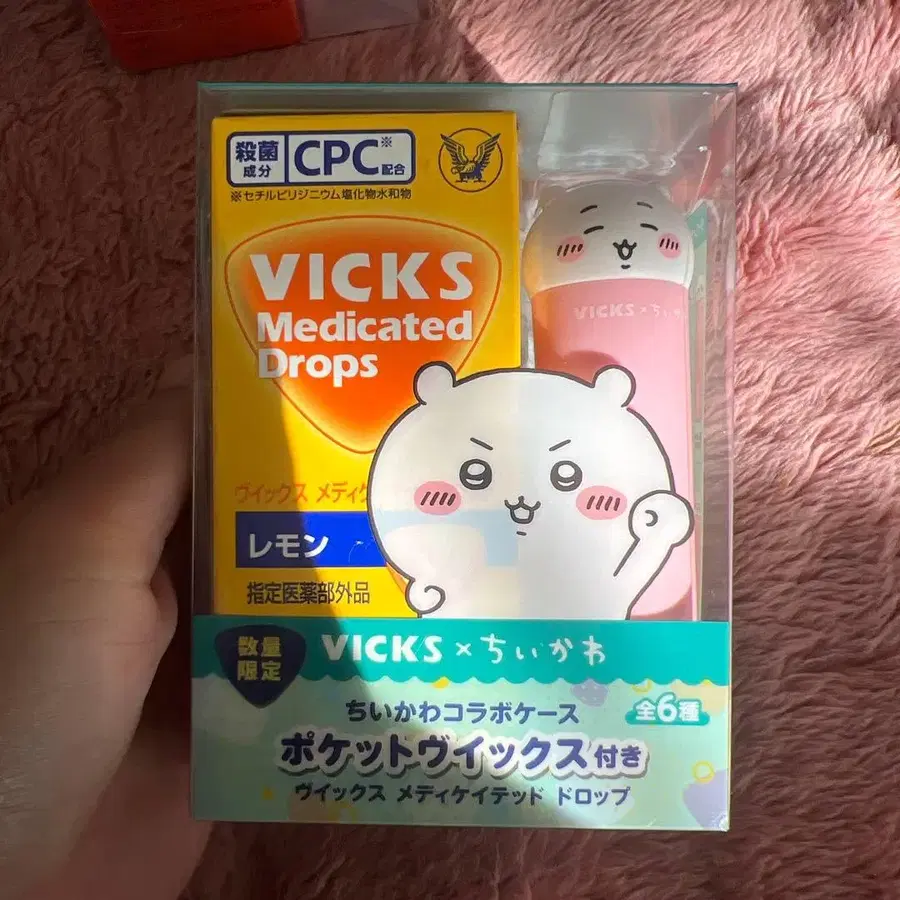 殺菌成分 CPC※配合
※セチルピリジニウム塩化物水和物
VICKS
Medicated
Drops
VICKS×ちいか
ヴイックス メディケ
レモン
指定医薬部外品
数量限定
VICKS×ちいかわ
ちいかわコラボケース
全6種
ポケットヴイックス付き
ヴイックス メディケイテッド ドロップ